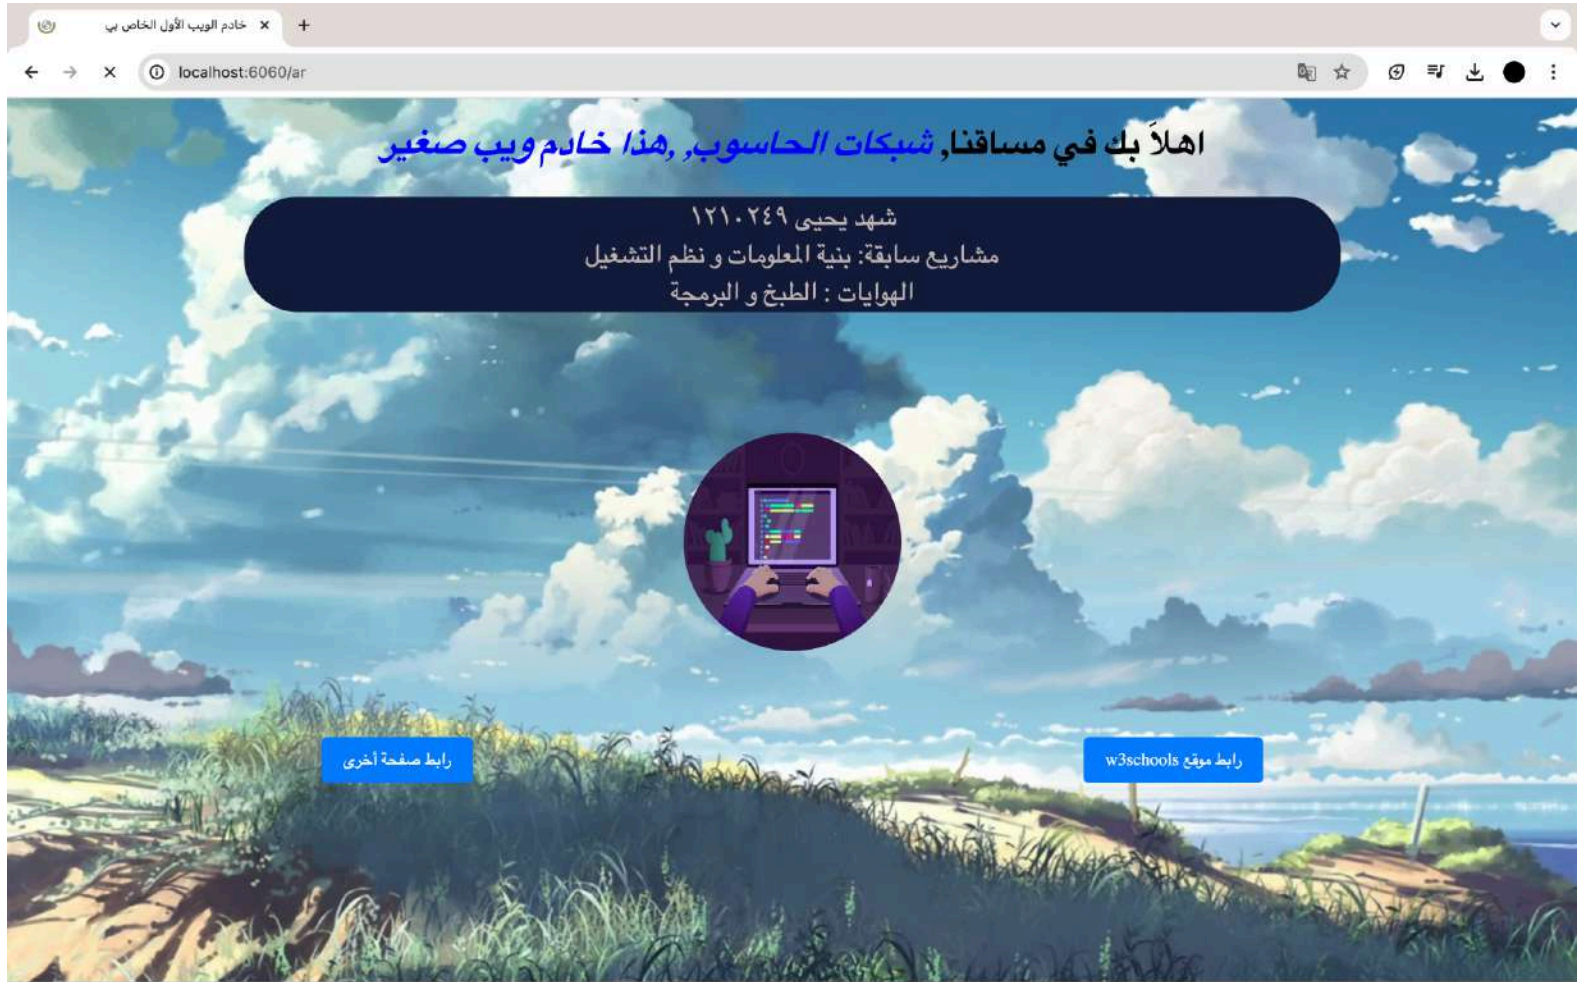 خادم الويب الأول الخاص بي
localhost:6060/ar
اهلاَ بك في مساقنا, شبكات الحاسوب, ,هذا خادم ويب صغير
شهد يحيى ١٢١٠٢٤٩
مشاريع سابقة: بنية المعلومات و نظم التشغيل
الهوايات : الطبخ و البرمجة
رابط موقع w3schools
رابط صفحة أخرى